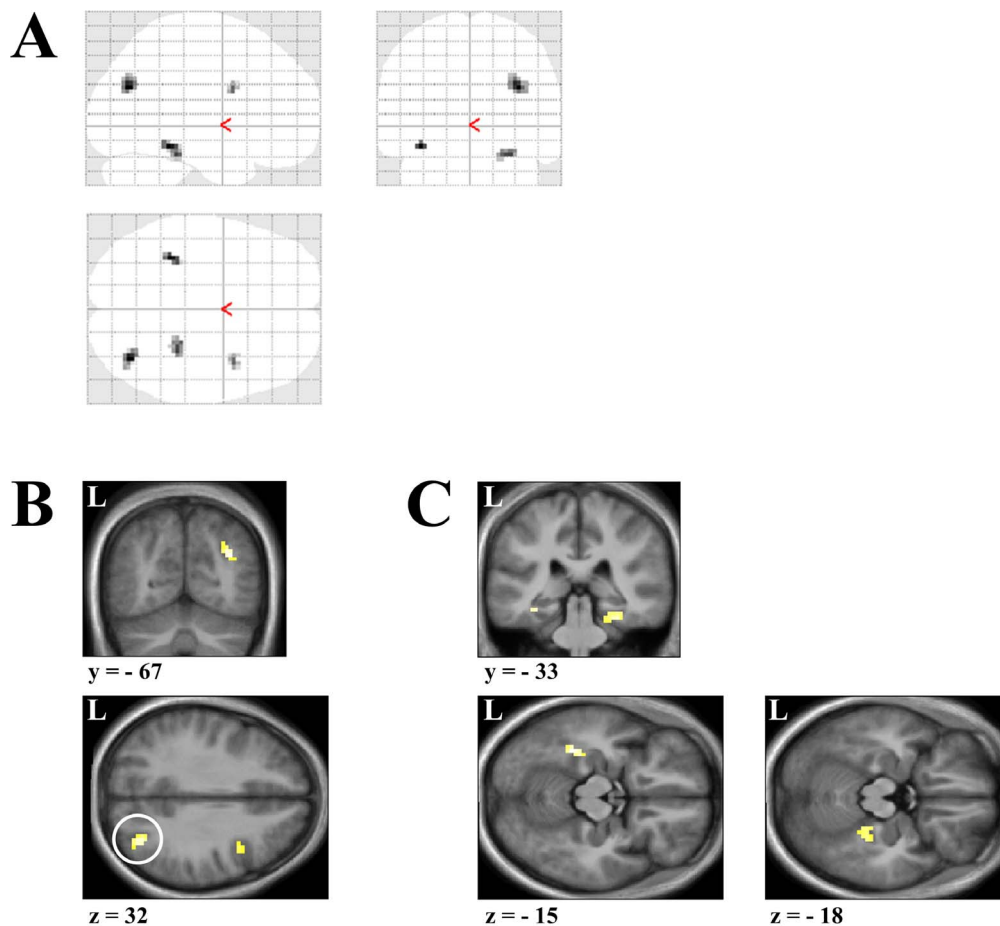 A
B
L
y = - 67
L
z = 32
C
L
y = - 33
L
z = - 15
L
z = - 18